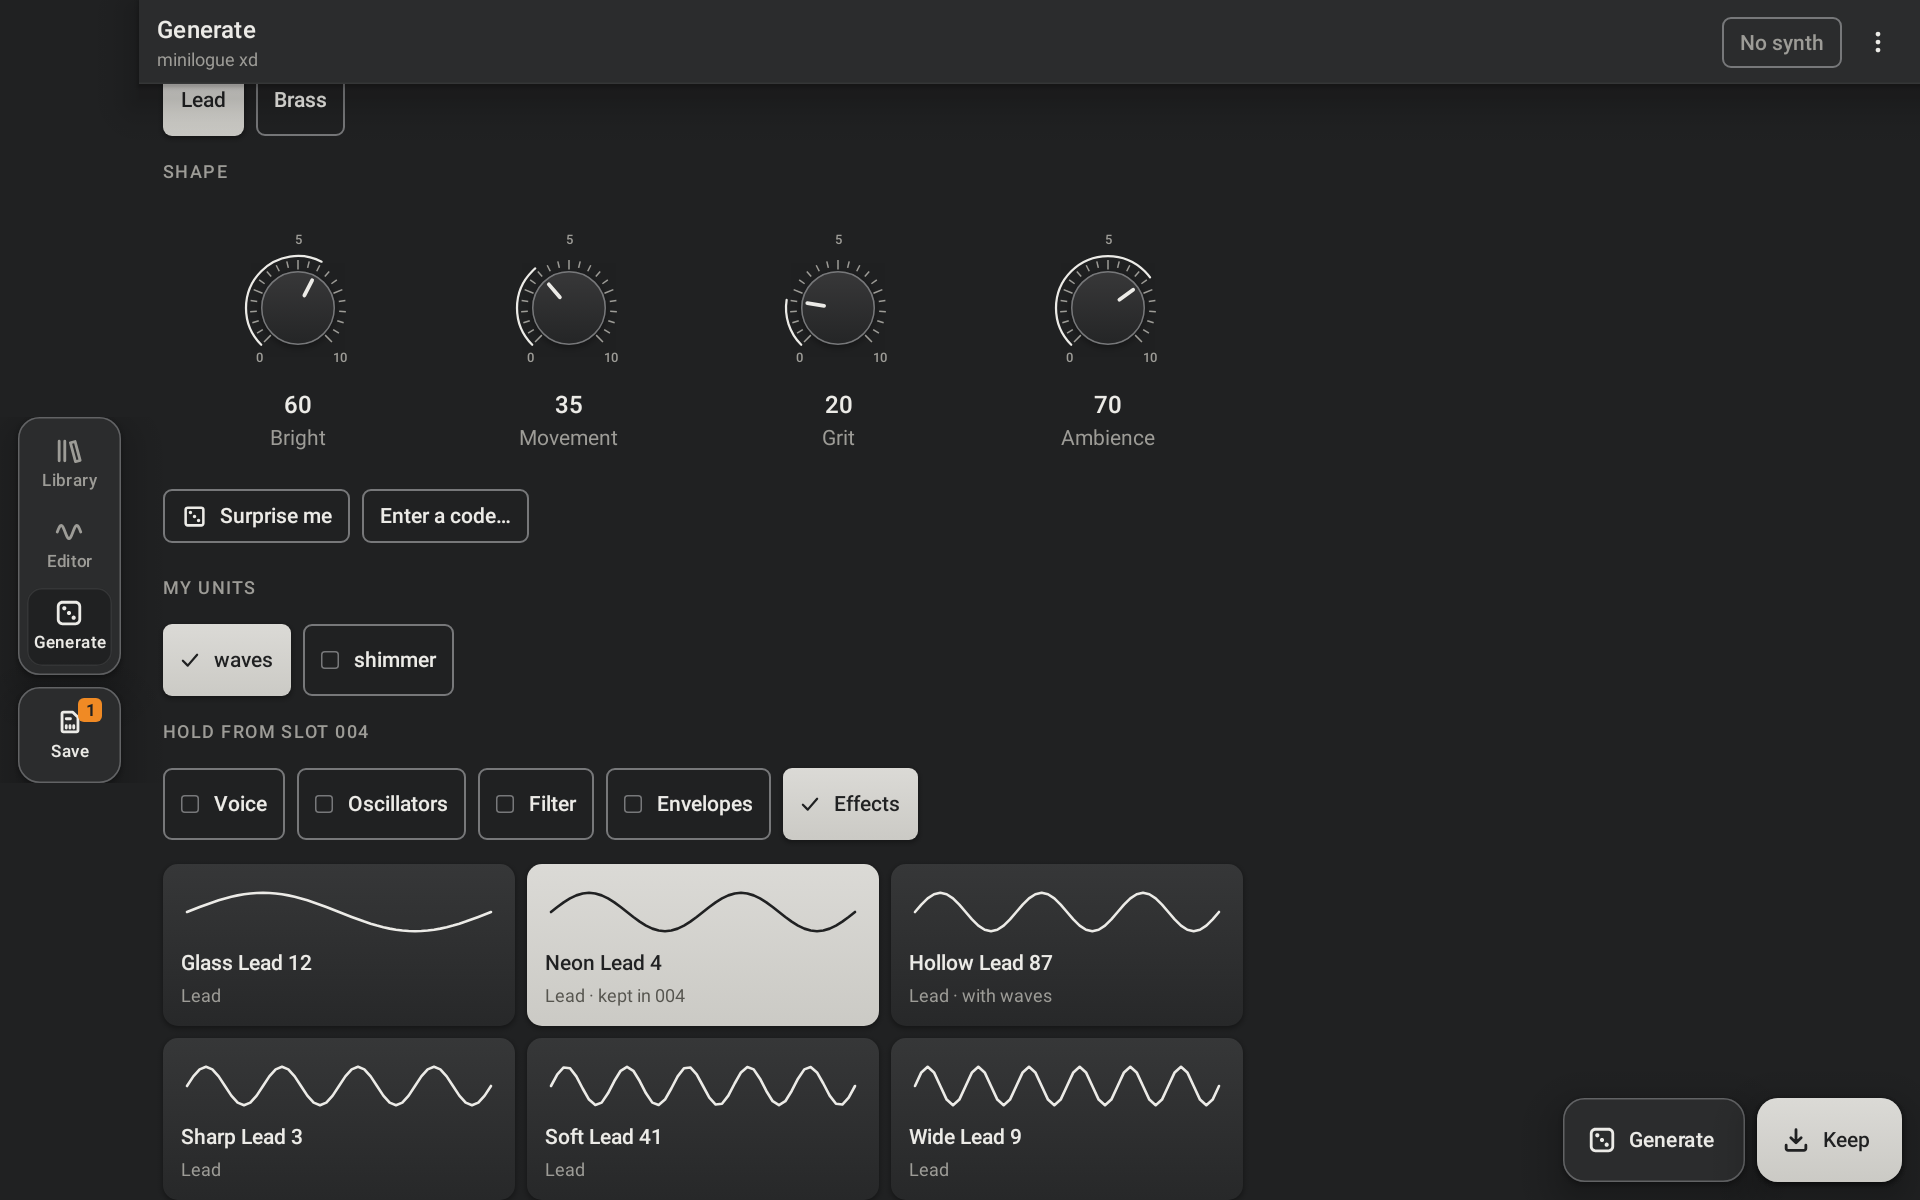 Generate
minilogue xd
No synth
Lead
Brass
SHAPE
5
0
10
60
Bright
5
0
10
35
Movement
5
0
10
20
Grit
5
0
10
70
Ambience
Library
Editor
Generate
1
Save
Surprise me
Enter a code...
MY UNITS
waves
shimmer
HOLD FROM SLOT 004
Voice
Oscillators
Filter
Envelopes
Effects
Glass Lead 12
Lead
Neon Lead 4
Lead · kept in 004
Hollow Lead 87
Lead · with waves
Sharp Lead 3
Lead
Soft Lead 41
Lead
Wide Lead 9
Lead
Generate
Keep